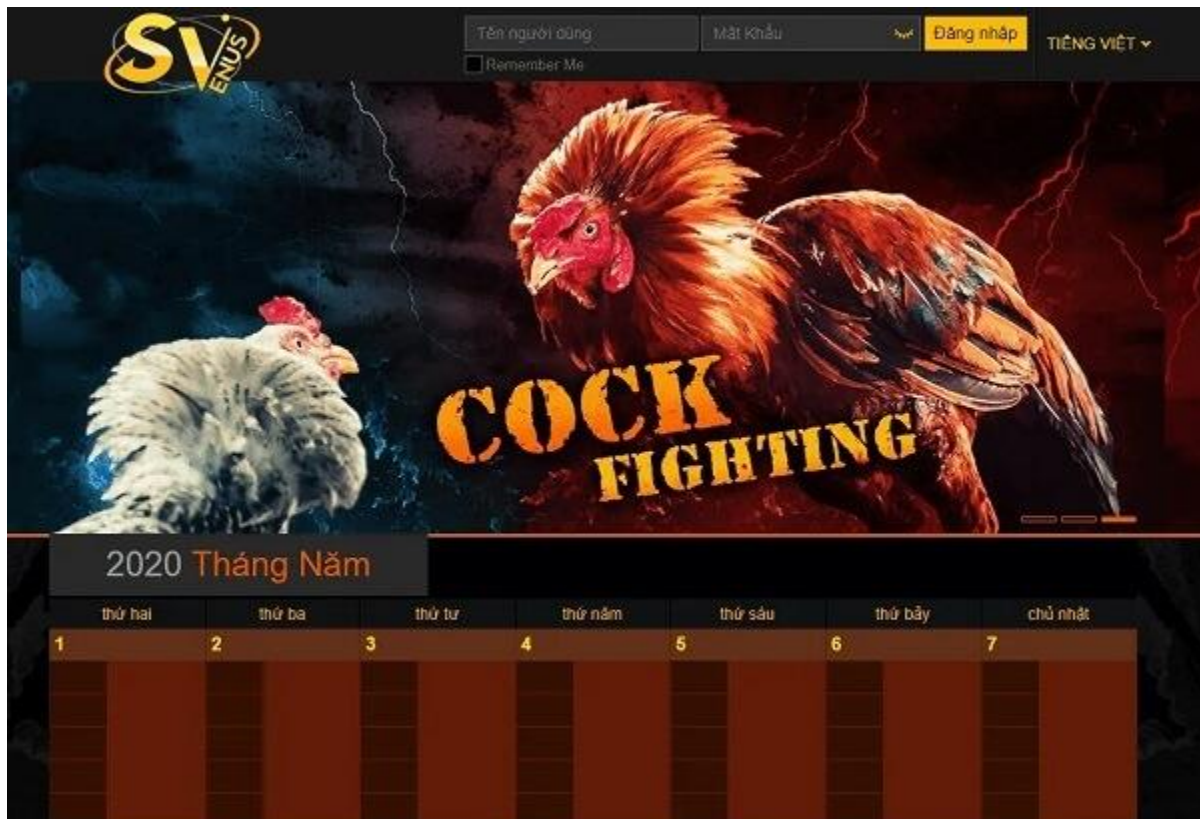 SV
ENUS
Tên người dùng
Mật Khẩu
Đăng nhập
TIẾNG VIỆT
Remember Me
COCK
FIGHTING
2020 Tháng Năm
thứ hai
thứ ba
thứ tư
thứ năm
thứ sáu
thứ bảy
chủ nhật
1
2
3
4
5
6
7